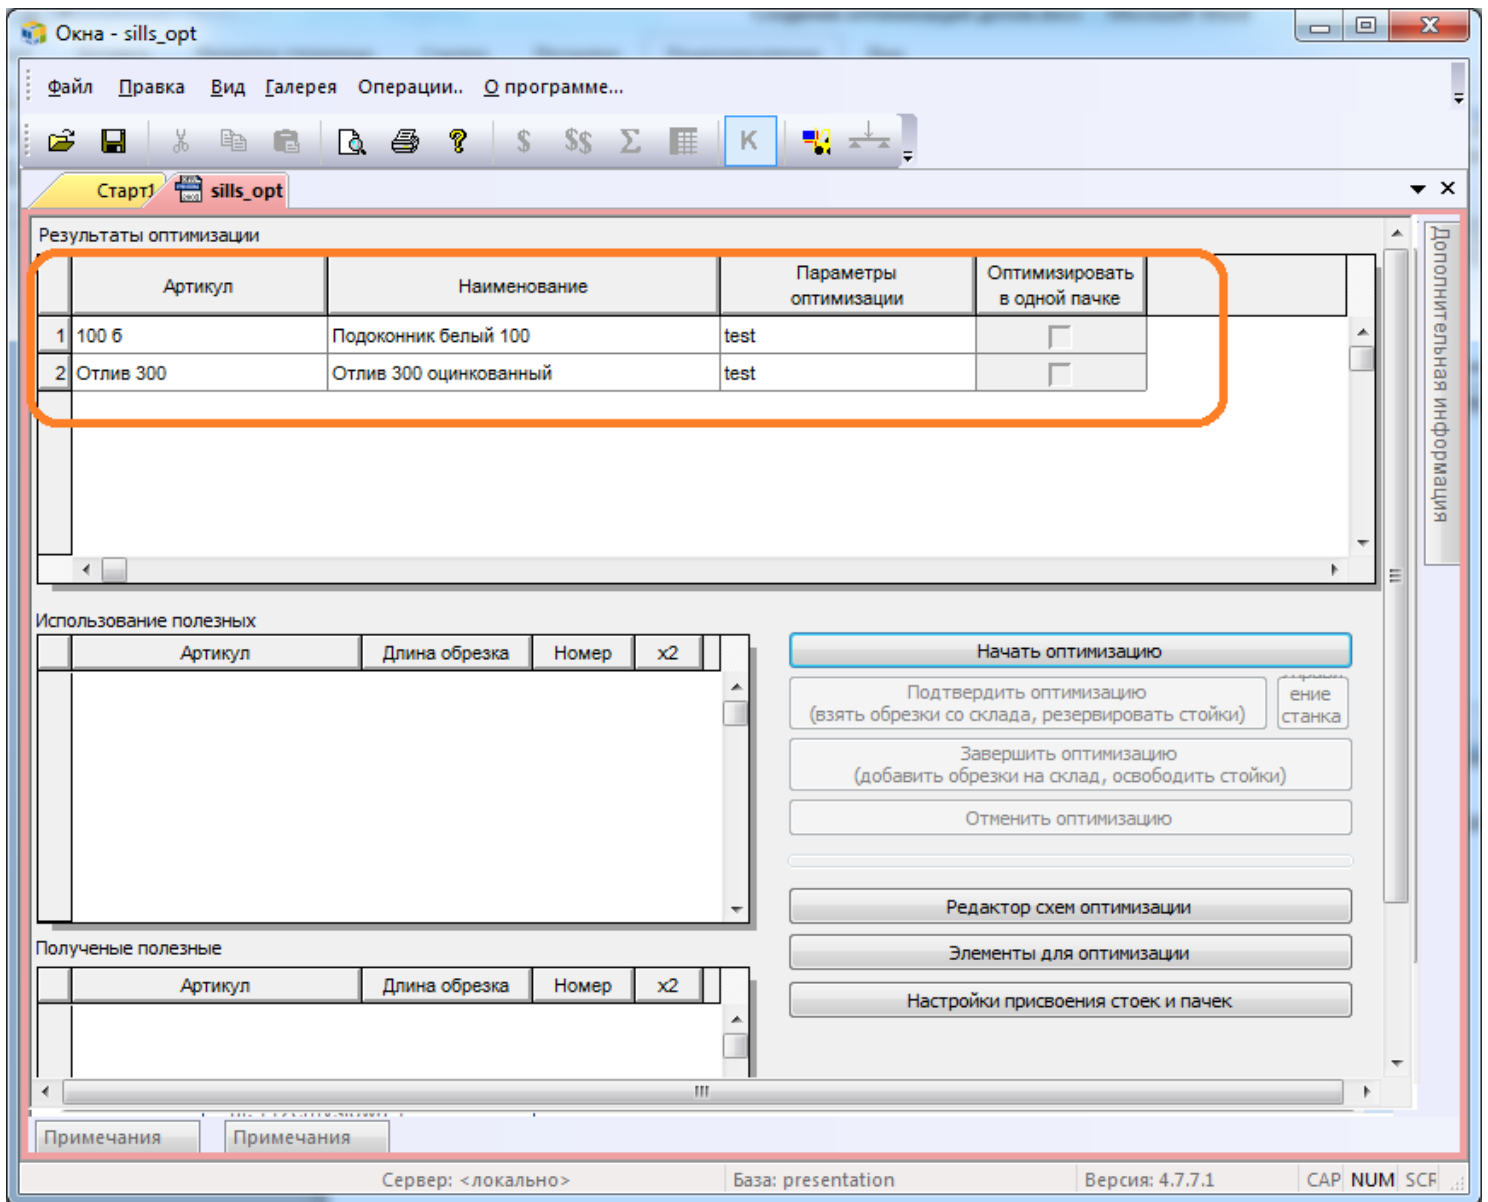 Окна - sills_opt
Файл Правка Вид Галерея Операции.. О программе...
$ $$ Σ K
Старт1 sills_opt
Результаты оптимизации
Артикул Наименование Параметры оптимизации Оптимизировать в одной пачке
1 100 б Подоконник белый 100 test
2 Отлив 300 Отлив 300 оцинкованный test
Дополнительная информация
Использование полезных
Артикул Длина обрезка Номер x2
Начать оптимизацию
Подтвердить оптимизацию
(взять обрезки со склада, резервировать стойки)
ение
станка
Завершить оптимизацию
(добавить обрезки на склад, освободить стойки)
Отменить оптимизацию
Редактор схем оптимизации
Элементы для оптимизации
Настройки присвоения стоек и пачек
Полученые полезные
Артикул Длина обрезка Номер x2
Примечания Примечания
Сервер: <локально> База: presentation Версия: 4.7.7.1 CAP NUM SCR